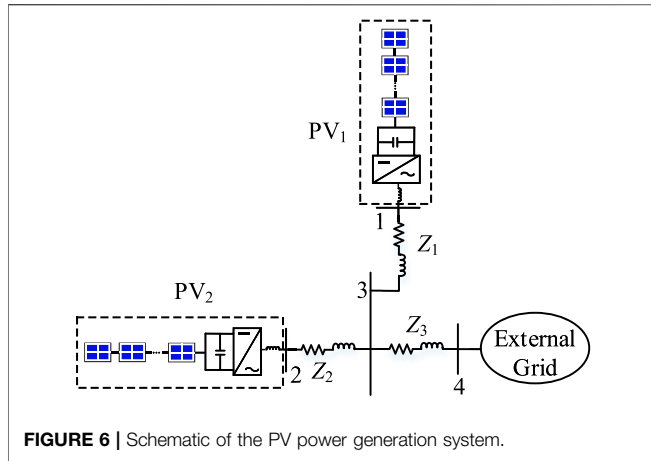 PV₁
1
Z₁
3
PV₂
Z₃
External
Grid
2
Z₂
4
FIGURE 6 | Schematic of the PV power generation system.